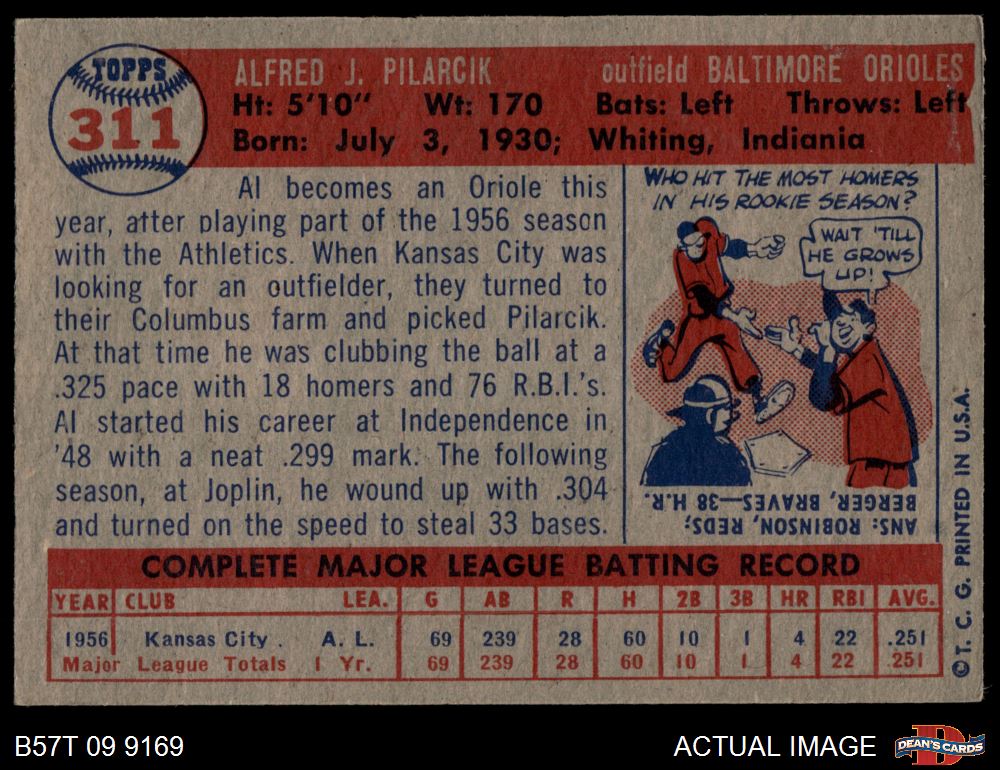 TOPPS
311
ALFRED J. PILARCIK outfield BALTIMORE ORIOLES
Ht: 5'10" Wt: 170 Bats: Left Throws: Left
Born: July 3, 1930; Whiting, Indiania
Al becomes an Oriole this
year, after playing part of the 1956 season
with the Athletics. When Kansas City was
looking for an outfielder, they turned to
their Columbus farm and picked Pilarcik.
At that time he was clubbing the ball at a
.325 pace with 18 homers and 76 R.B.I.'s.
Al started his career at Independence in
'48 with a neat .299 mark. The following
season, at Joplin, he wound up with .304
and turned on the speed to steal 33 bases.
WHO HIT THE MOST HOMERS
IN HIS ROOKIE SEASON?
WAIT 'TILL
HE GROWS
UP!
ANS: ROBINSON, REDS;
BERGER, BRAVES—38 H.R.
COMPLETE MAJOR LEAGUE BATTING RECORD
YEAR CLUB LEA. G AB R H 2B 3B HR RBI AVG.
1956 Kansas City . A. L. 69 239 28 60 10 1 4 22 .251
Major League Totals 1 Yr. 69 239 28 60 10 1 4 22 .251
©T. C. G. PRINTED IN U.S.A.
B57T 09 9169
ACTUAL IMAGE
D
DEAN'S CARDS